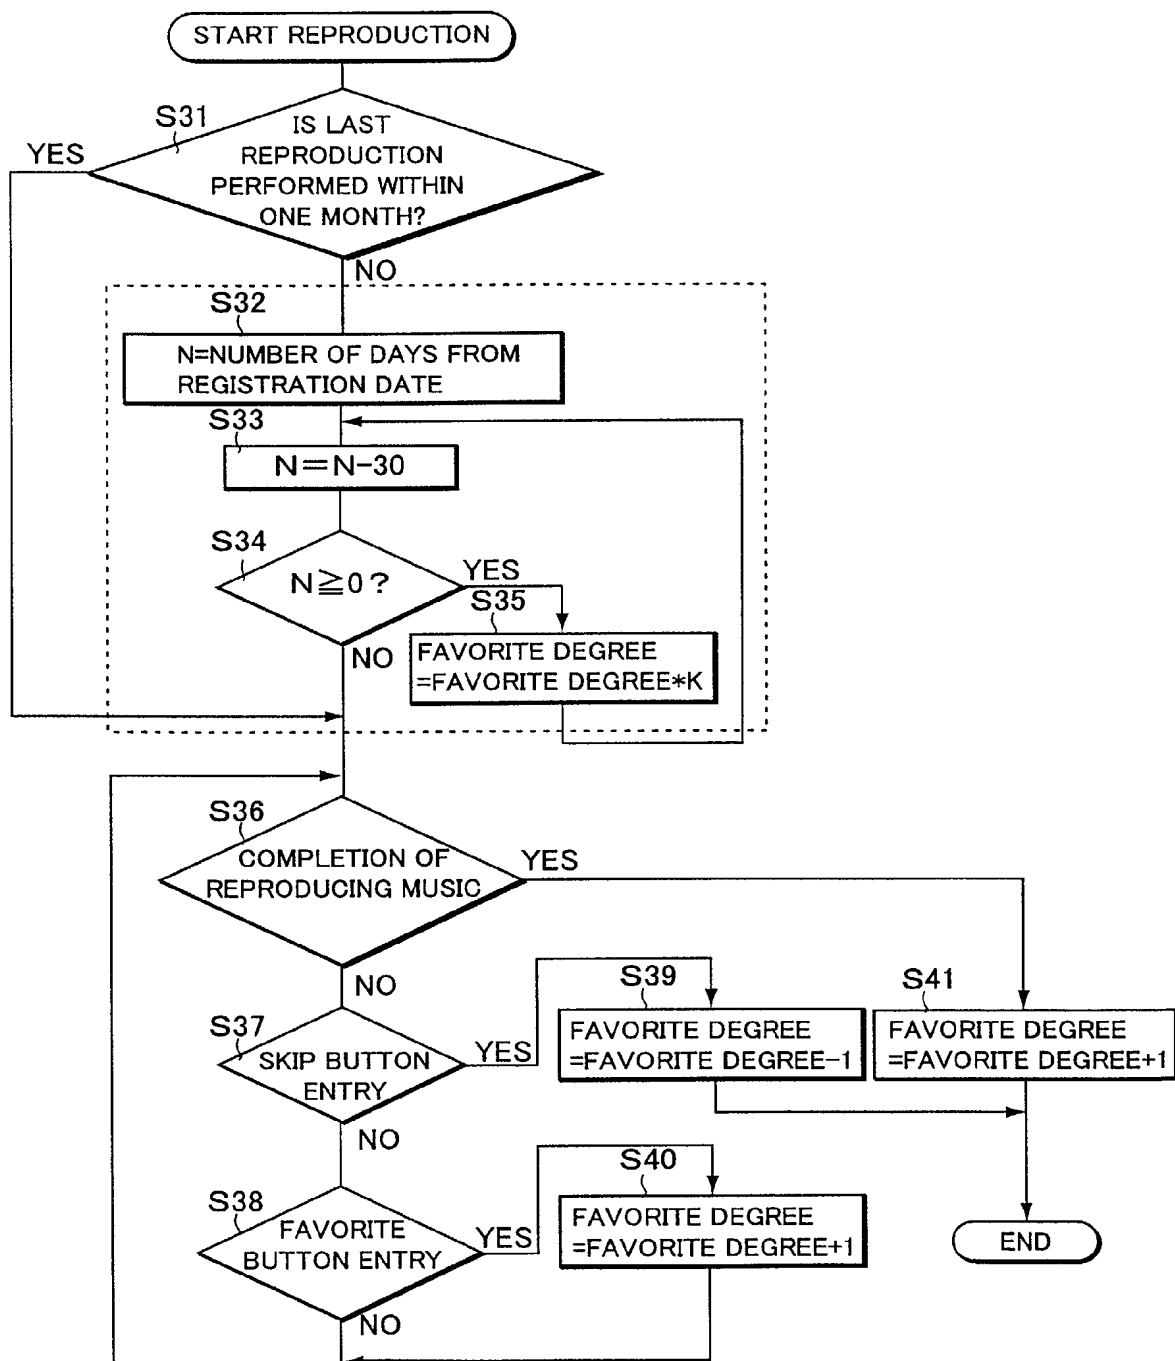 START REPRODUCTION
S31
IS LAST
REPRODUCTION
PERFORMED WITHIN
ONE MONTH?
YES
NO
S32
N=NUMBER OF DAYS FROM
REGISTRATION DATE
S33
N=N-30
S34
N≧0?
YES
S35
FAVORITE DEGREE
=FAVORITE DEGREE*K
NO
S36
COMPLETION OF
REPRODUCING MUSIC
YES
NO
S37
SKIP BUTTON
ENTRY
YES
S39
FAVORITE DEGREE
=FAVORITE DEGREE-1
S41
FAVORITE DEGREE
=FAVORITE DEGREE+1
NO
S38
FAVORITE
BUTTON ENTRY
YES
S40
FAVORITE DEGREE
=FAVORITE DEGREE+1
END
NO